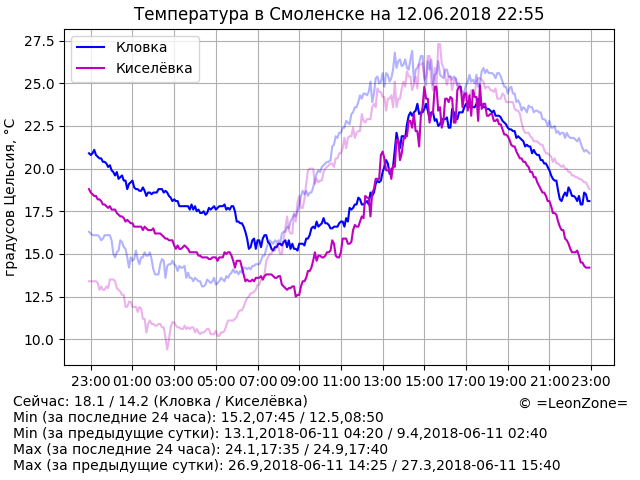 Температура в Смоленске на 12.06.2018 22:55
Кловка
Киселёвка
градусов Цельсия, °C
27.5
25.0
22.5
20.0
17.5
15.0
12.5
10.0
23:00 01:00 03:00 05:00 07:00 09:00 11:00 13:00 15:00 17:00 19:00 21:00 23:00
Сейчас: 18.1 / 14.2 (Кловка / Киселёвка)
© =LeonZone=
Min (за последние 24 часа): 15.2,07:45 / 12.5,08:50
Min (за предыдущие сутки): 13.1,2018-06-11 04:20 / 9.4,2018-06-11 02:40
Max (за последние 24 часа): 24.1,17:35 / 24.9,17:40
Max (за предыдущие сутки): 26.9,2018-06-11 14:25 / 27.3,2018-06-11 15:40